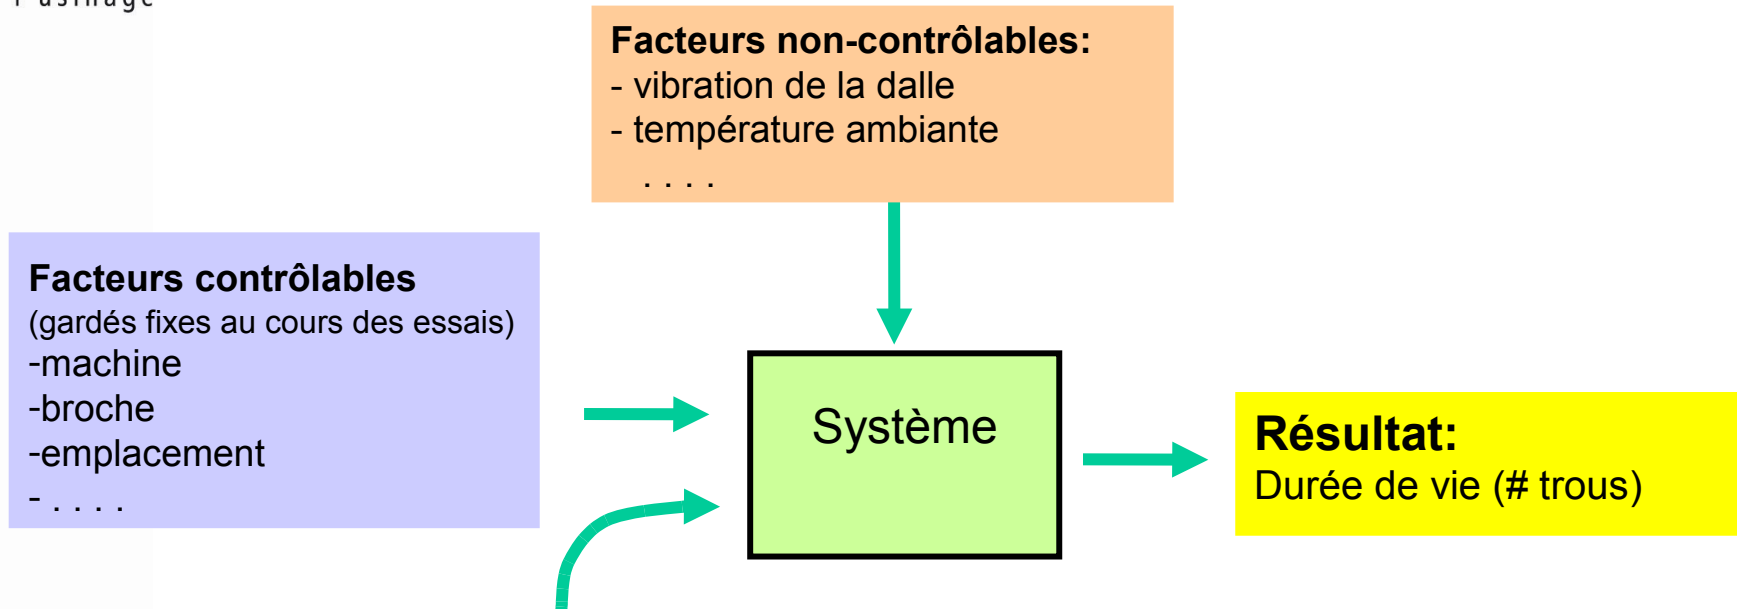 Facteurs non-contrôlables:
- vibration de la dalle
- température ambiante
. . . .
Facteurs contrôlables
(gardés fixes au cours des essais)
-machine
-broche
-emplacement
- . . . .
Système
Résultat:
Durée de vie (# trous)